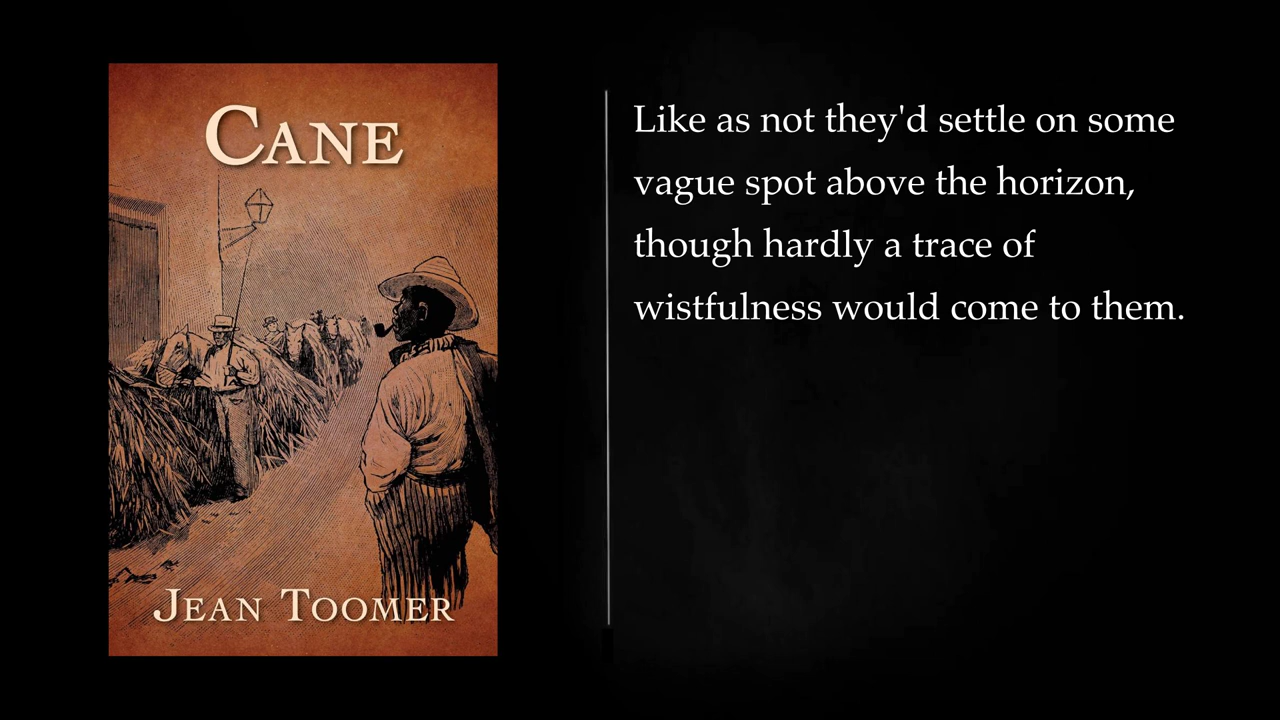 CANE
JEAN TOOMER
Like as not they'd settle on some
vague spot above the horizon,
though hardly a trace of
wistfulness would come to them.